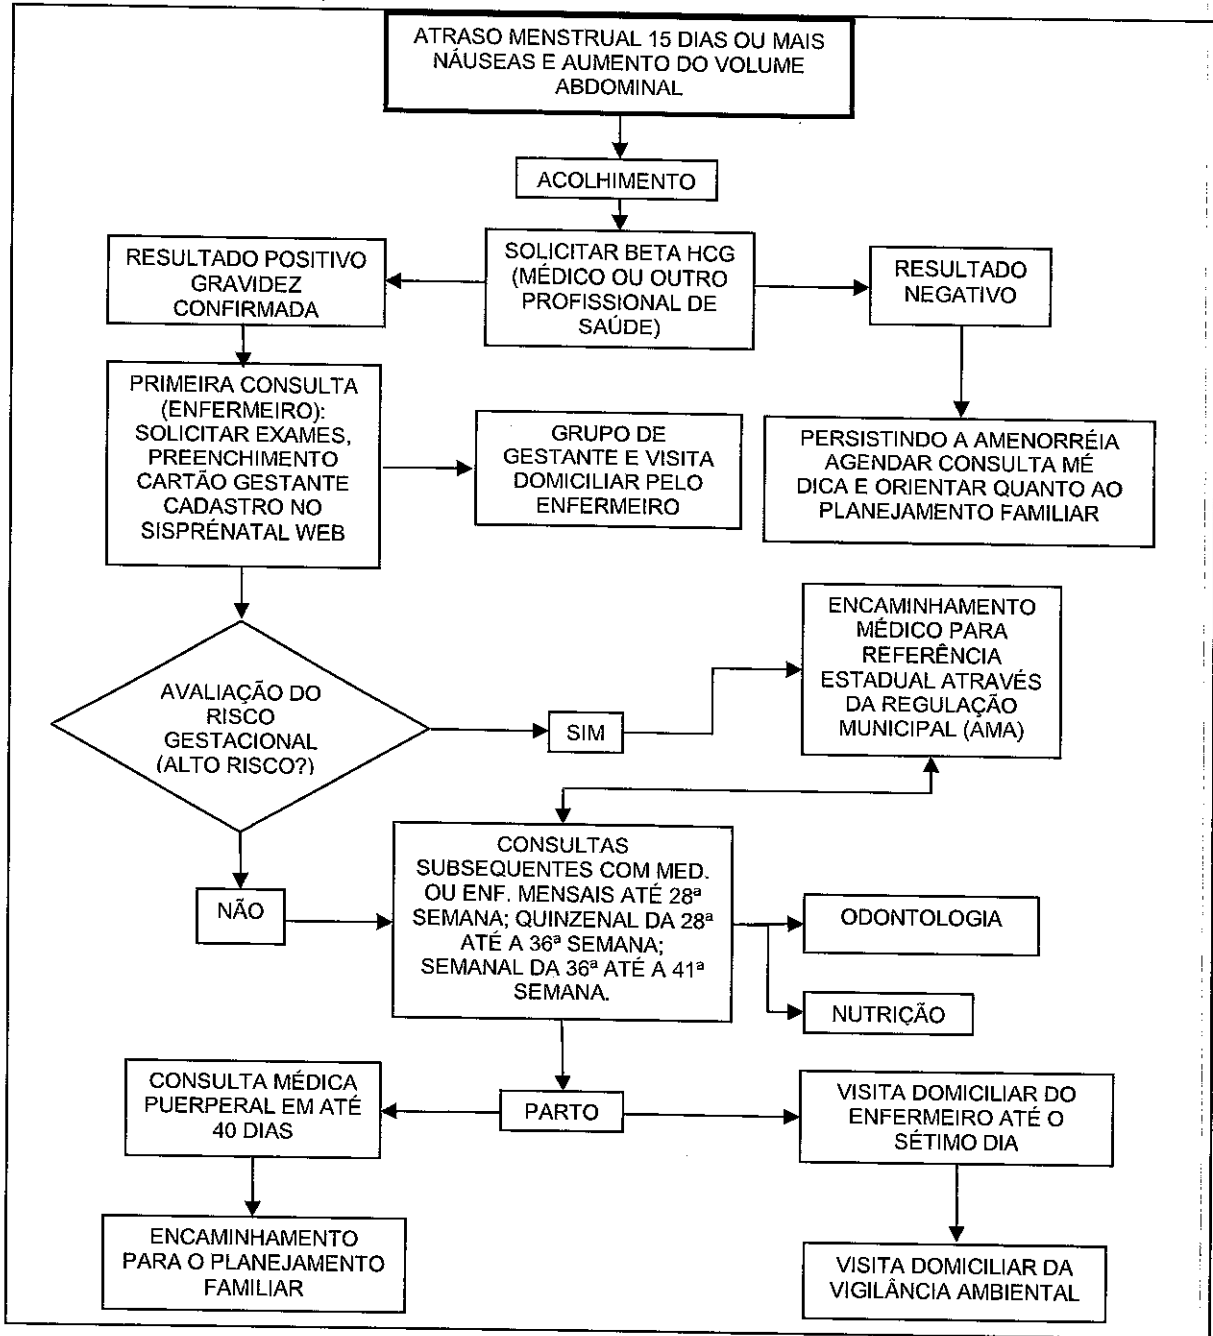 ATRASO MENSTRUAL 15 DIAS OU MAIS
NÁUSEAS E AUMENTO DO VOLUME
ABDOMINAL
ACOLHIMENTO
RESULTADO POSITIVO
GRAVIDEZ
CONFIRMADA
SOLICITAR BETA HCG
(MÉDICO OU OUTRO
PROFISSIONAL DE
SAÚDE)
RESULTADO
NEGATIVO
PRIMEIRA CONSULTA
(ENFERMEIRO):
SOLICITAR EXAMES,
PREENCHIMENTO
CARTÃO GESTANTE
CADASTRO NO
SISPRÉNATAL WEB
GRUPO DE
GESTANTE E VISITA
DOMICILIAR PELO
ENFERMEIRO
PERSISTINDO A AMENORRÉIA
AGENDAR CONSULTA MÉ
DICA E ORIENTAR QUANTO AO
PLANEJAMENTO FAMILIAR
AVALIAÇÃO DO
RISCO
GESTACIONAL
(ALTO RISCO?)
SIM
ENCAMINHAMENTO
MÉDICO PARA
REFERÊNCIA
ESTADUAL ATRAVÉS
DA REGULAÇÃO
MUNICIPAL (AMA)
NÃO
CONSULTAS
SUBSEQUENTES COM MED.
OU ENF. MENSAIS ATÉ 28ª
SEMANA; QUINZENAL DA 28ª
ATÉ A 36ª SEMANA;
SEMANAL DA 36ª ATÉ A 41ª
SEMANA.
ODONTOLOGIA
NUTRIÇÃO
CONSULTA MÉDICA
PUERPERAL EM ATÉ
40 DIAS
PARTO
VISITA DOMICILIAR DO
ENFERMEIRO ATÉ O
SÉTIMO DIA
ENCAMINHAMENTO
PARA O PLANEJAMENTO
FAMILIAR
VISITA DOMICILIAR DA
VIGILÂNCIA AMBIENTAL